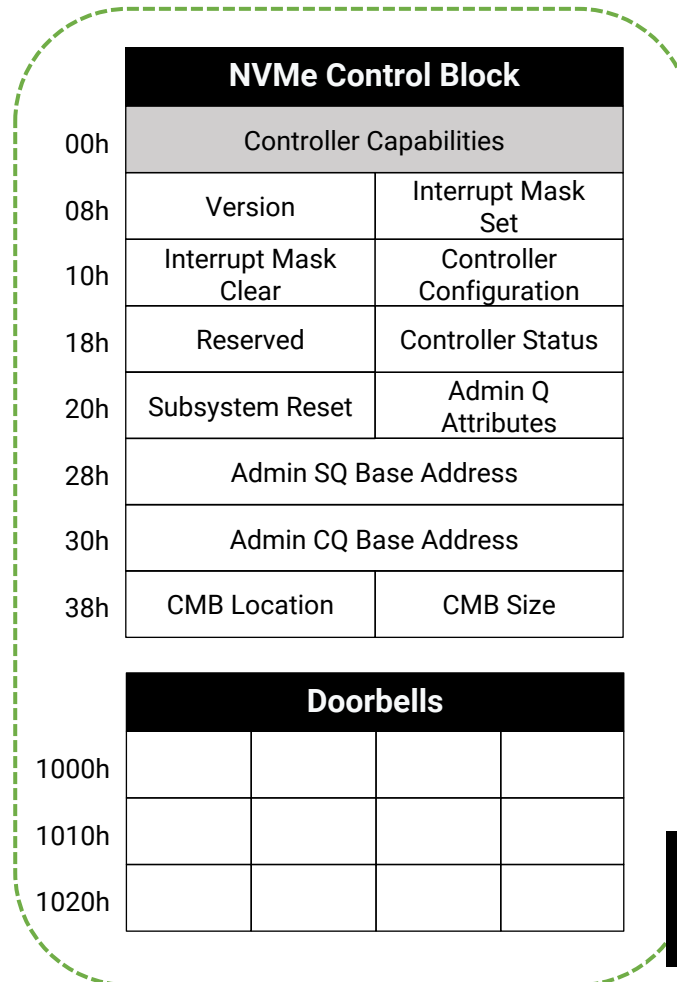 NVMe Control Block
00h Controller Capabilities
08h Version Interrupt Mask
Set
10h Interrupt Mask
Clear Controller
Configuration
18h Reserved Controller Status
20h Subsystem Reset Admin Q
Attributes
28h Admin SQ Base Address
30h Admin CQ Base Address
38h CMB Location CMB Size
Doorbells
1000h
1010h
1020h